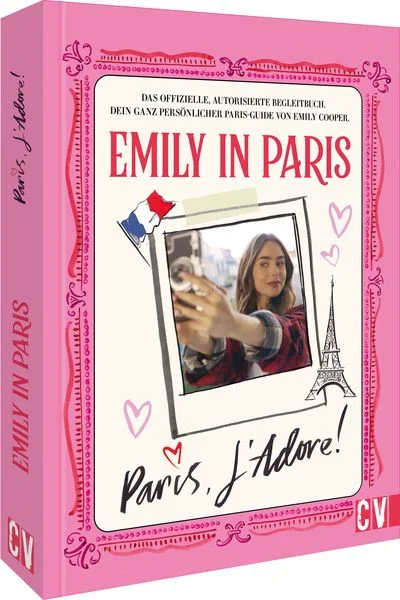 DAS OFFIZIELLE, AUTORISIERTE BEGLEITBUCH.
DEIN GANZ PERSÖNLICHER PARIS-GUIDE VON EMILY COOPER.
EMILY IN PARIS
Paris, J'Adore!
CV
Paris, J'Adore!
EMILY IN PARIS
CV